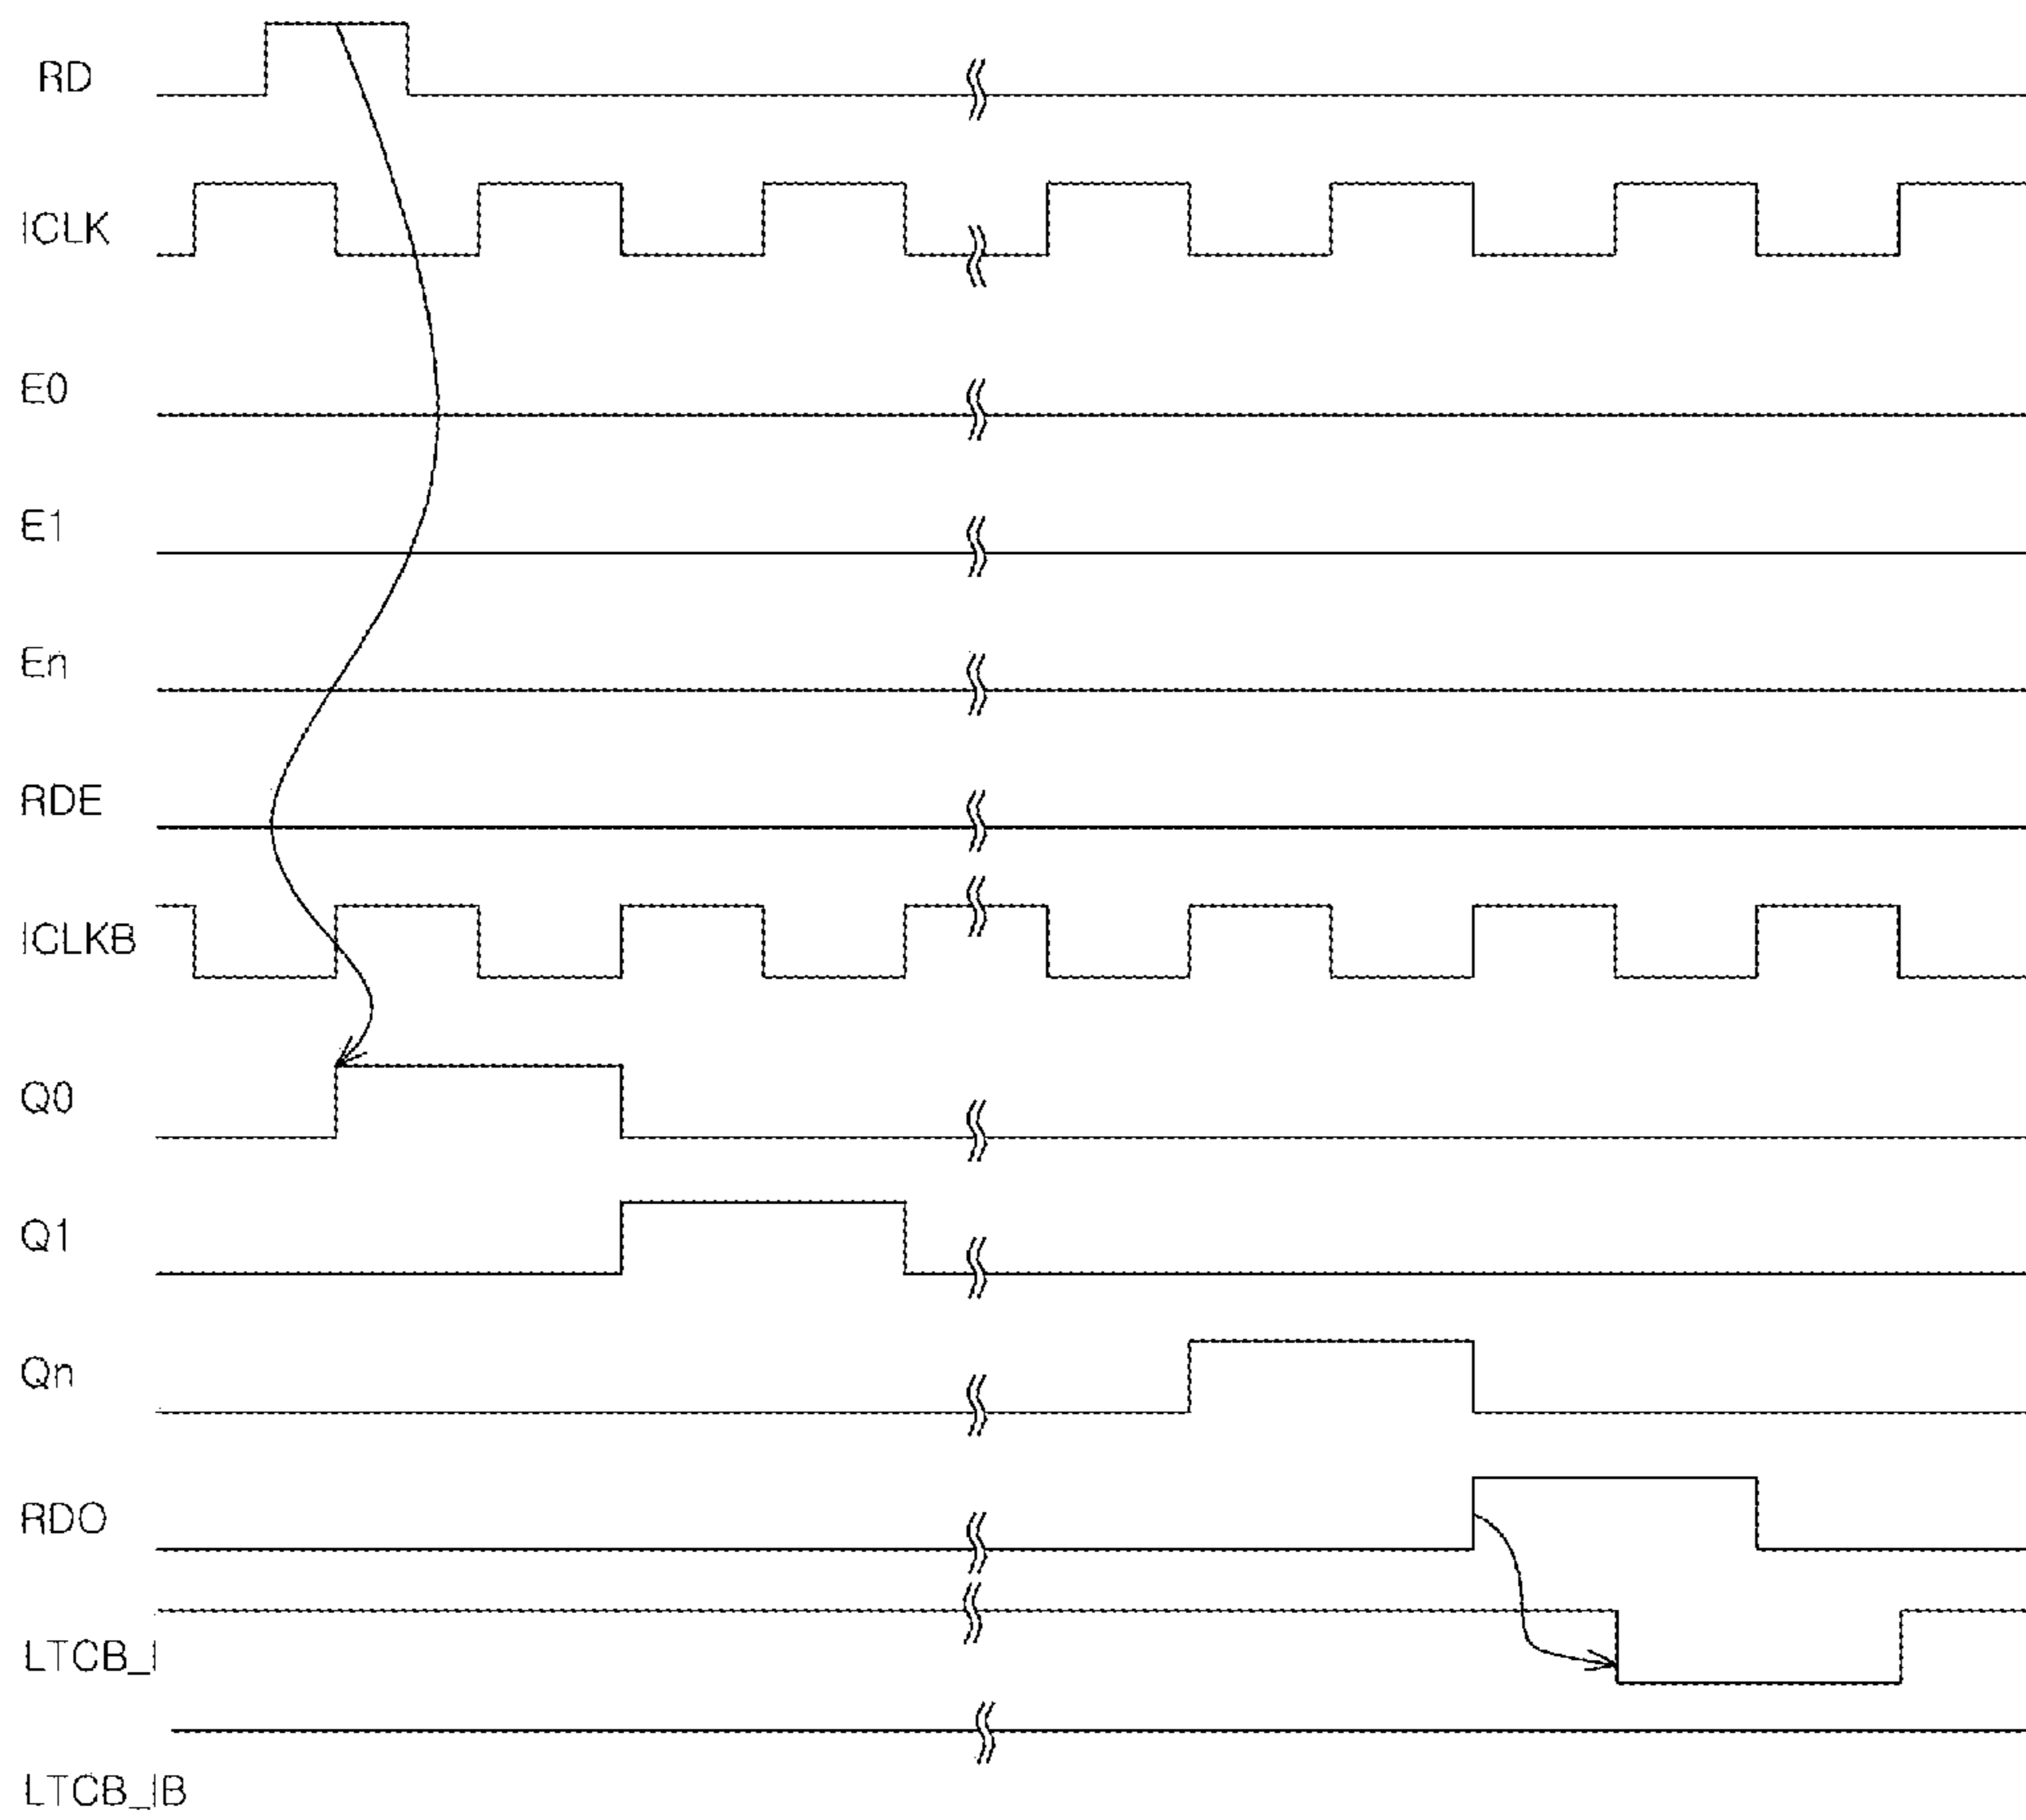 RD
ICLK
E0
E1
En
RDE
ICLKB
Q0
Q1
Qn
RDO
LTCB_I
LTCB_IB